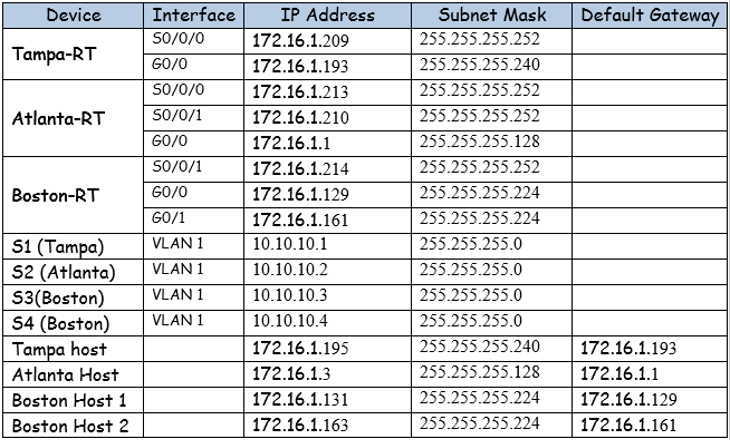 Device Interface IP Address Subnet Mask Default Gateway
Tampa-RT S0/0/0 172.16.1.209 255.255.255.252
G0/0 172.16.1.193 255.255.255.240
Atlanta-RT S0/0/0 172.16.1.213 255.255.255.252
S0/0/1 172.16.1.210 255.255.255.252
G0/0 172.16.1.1 255.255.255.128
Boston-RT S0/0/1 172.16.1.214 255.255.255.252
G0/0 172.16.1.129 255.255.255.224
G0/1 172.16.1.161 255.255.255.224
S1 (Tampa) VLAN 1 10.10.10.1 255.255.255.0
S2 (Atlanta) VLAN 1 10.10.10.2 255.255.255.0
S3(Boston) VLAN 1 10.10.10.3 255.255.255.0
S4 (Boston) VLAN 1 10.10.10.4 255.255.255.0
Tampa host 172.16.1.195 255.255.255.240 172.16.1.193
Atlanta Host 172.16.1.3 255.255.255.128 172.16.1.1
Boston Host 1 172.16.1.131 255.255.255.224 172.16.1.129
Boston Host 2 172.16.1.163 255.255.255.224 172.16.1.161